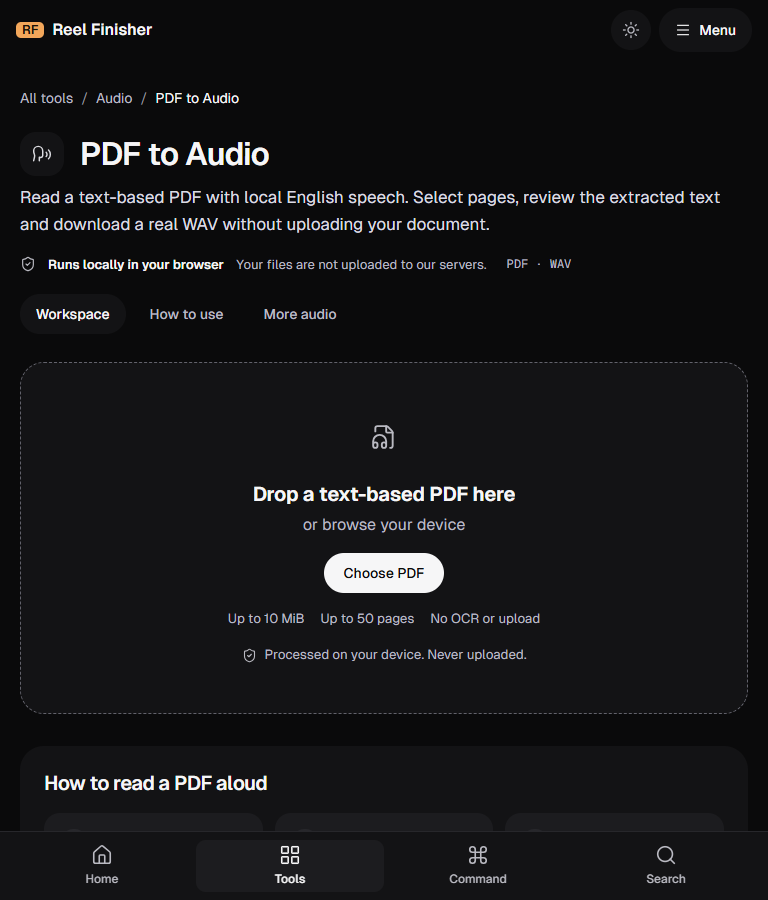 RF Reel Finisher
Menu
All tools / Audio / PDF to Audio
PDF to Audio
Read a text-based PDF with local English speech. Select pages, review the extracted text
and download a real WAV without uploading your document.
Runs locally in your browser Your files are not uploaded to our servers. PDF · WAV
Workspace How to use More audio
Drop a text-based PDF here
or browse your device
Choose PDF
Up to 10 MiB Up to 50 pages No OCR or upload
Processed on your device. Never uploaded.
How to read a PDF aloud
Home Tools Command Search